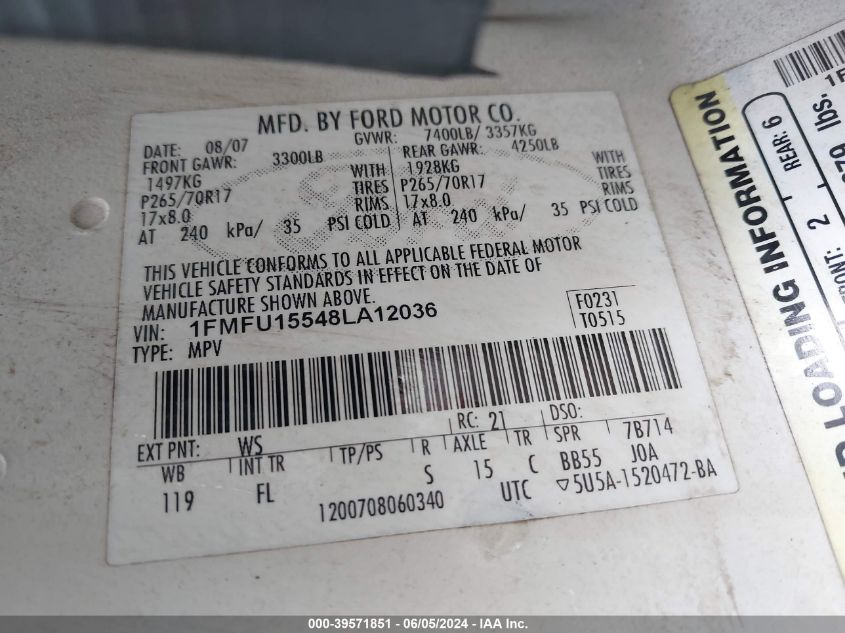 MFD. BY FORD MOTOR CO.
DATE: 08/07 GVWR: 7400LB/ 3357KG
FRONT GAWR: 3300LB REAR GAWR: 4250LB
1497KG WITH 1928KG WITH
P265/70R17 TIRES P265/70R17 TIRES
17x8.0 RIMS 17x8.0 RIMS
AT 240 kPa/ 35 PSI COLD AT 240 kPa/ 35 PSI COLD
THIS VEHICLE CONFORMS TO ALL APPLICABLE FEDERAL MOTOR
VEHICLE SAFETY STANDARDS IN EFFECT ON THE DATE OF
MANUFACTURE SHOWN ABOVE.
VIN: 1FMFU15548LA12036 F0231
TYPE: MPV T0515
EXT PNT: WS RC: 21 DSO:
WB INT TR TP/PS R AXLE TR SPR 7B714
119 FL S 15 C BB55 J0A
1200708060340 UTC ▽5U5A-1520472-BA
LOADING INFORMATION
FRONT: 2 REAR: 6
lbs.
1F
000-39571851 - 06/05/2024 - IAA Inc.